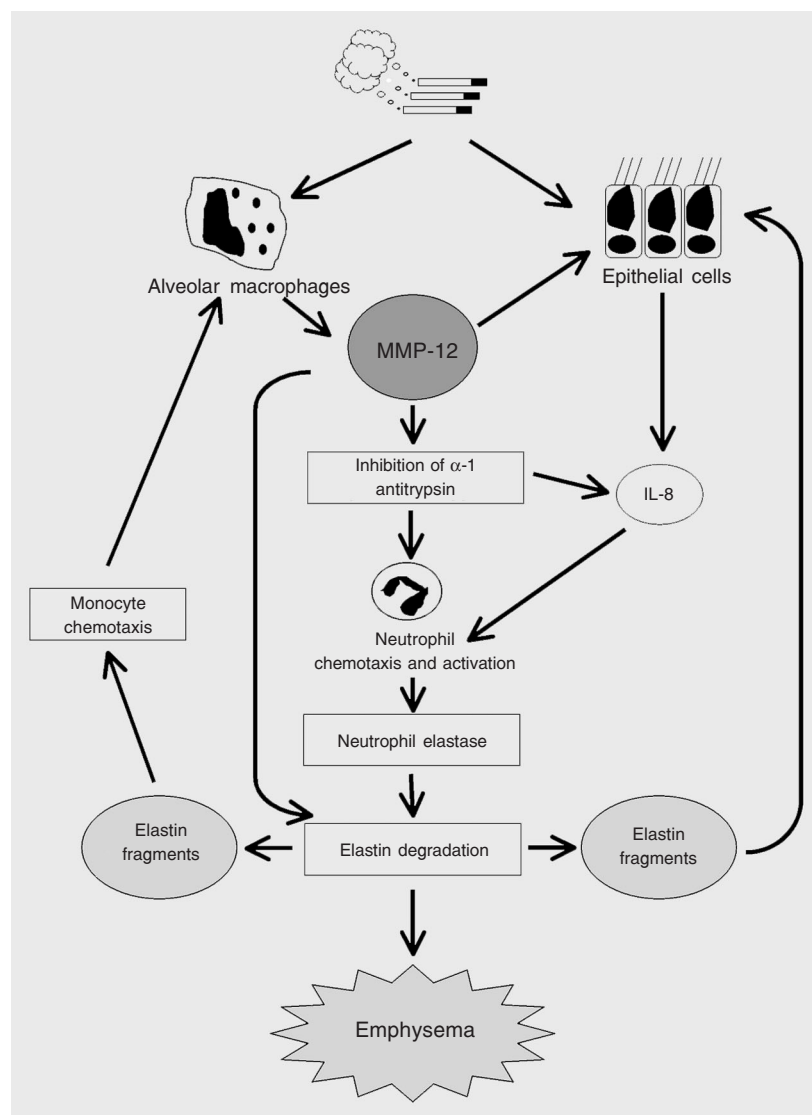 Alveolar macrophages
Epithelial cells
MMP-12
Inhibition of α-1
antitrypsin
IL-8
Monocyte
chemotaxis
Neutrophil
chemotaxis and activation
Neutrophil elastase
Elastin
fragments
Elastin degradation
Elastin
fragments
Emphysema